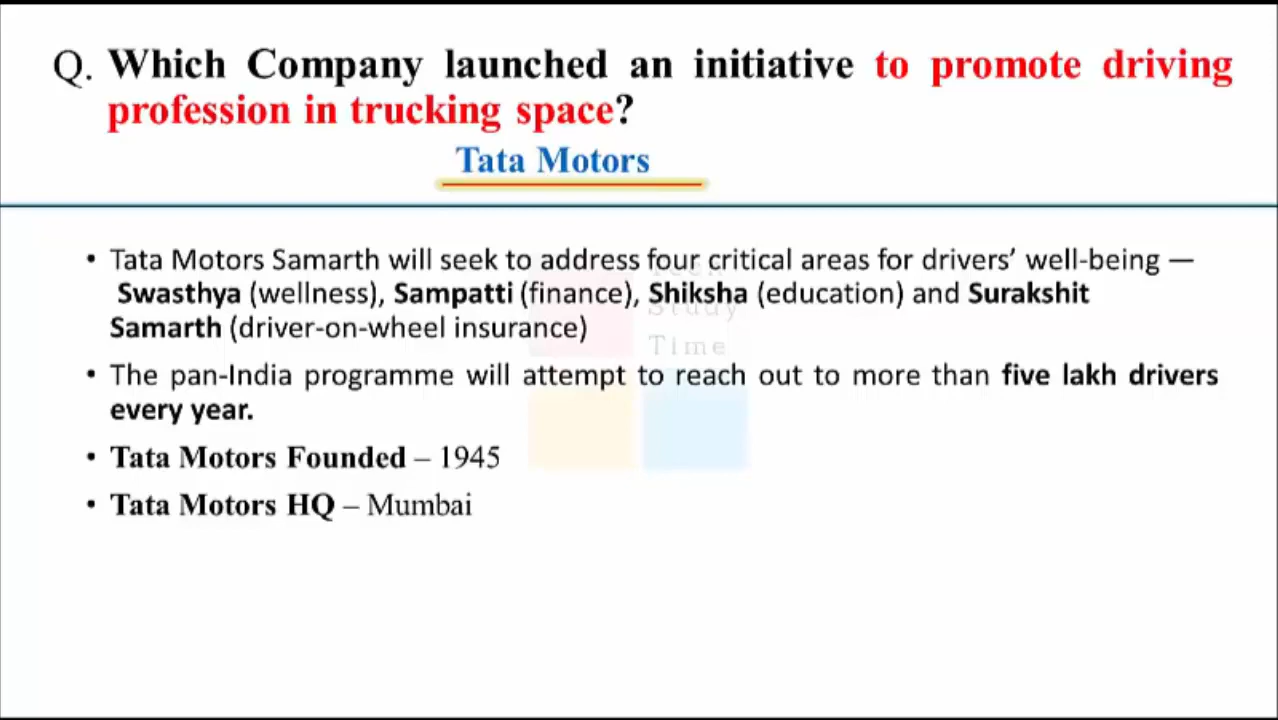 Q. Which Company launched an initiative to promote driving
profession in trucking space?
Tata Motors
• Tata Motors Samarth will seek to address four critical areas for drivers’ well-being —
Swasthya (wellness), Sampatti (finance), Shiksha (education) and Surakshit
Samarth (driver-on-wheel insurance)
Study
Time
• The pan-India programme will attempt to reach out to more than five lakh drivers
every year.
• Tata Motors Founded – 1945
• Tata Motors HQ – Mumbai